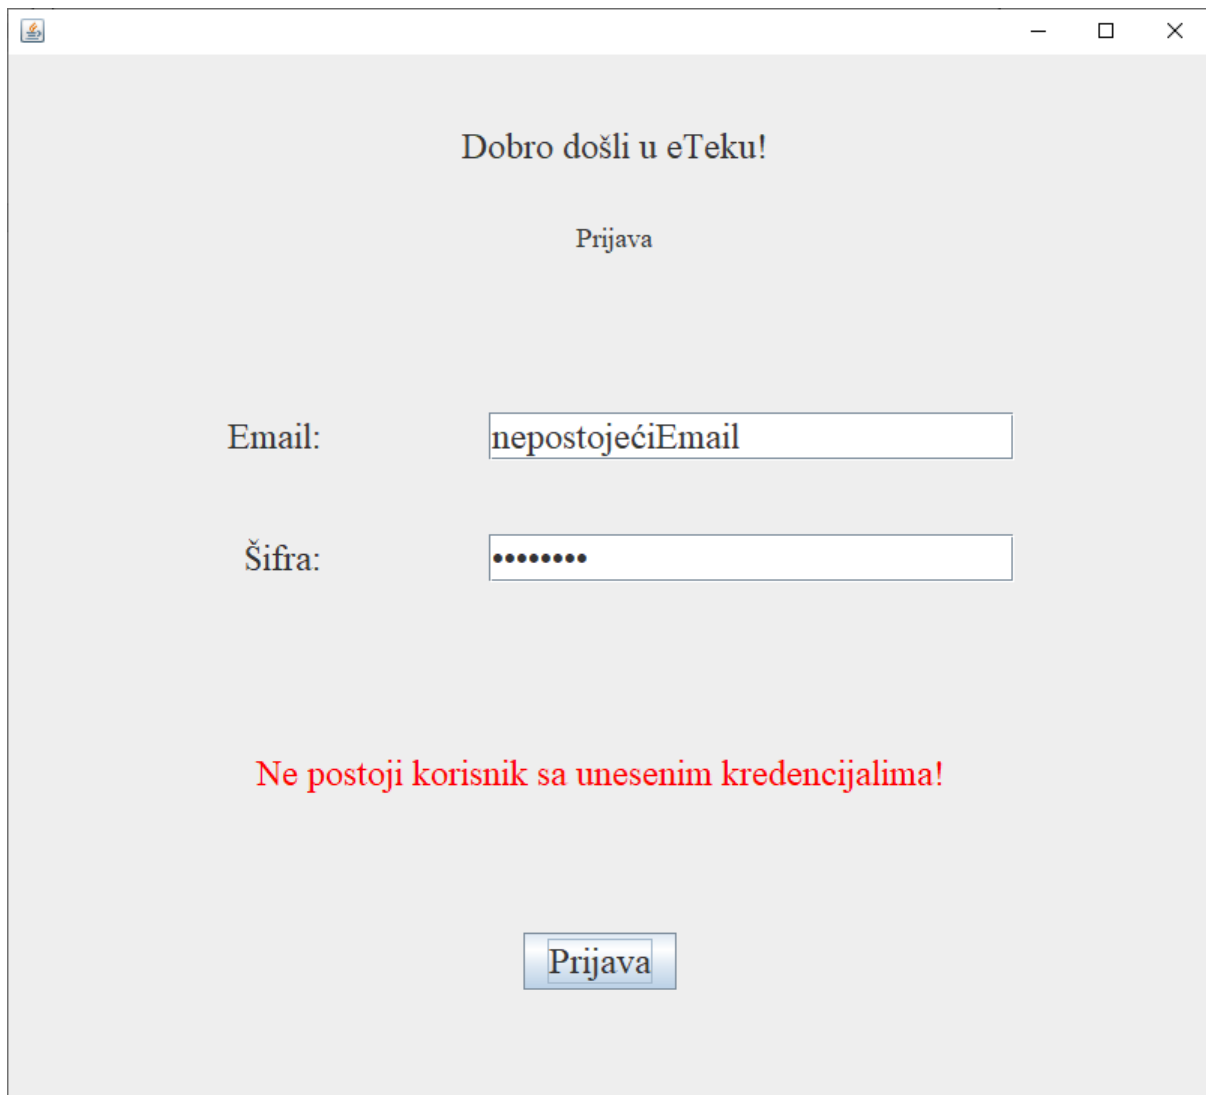 Dobro došli u eTeku!
Prijava
Email: nepostojećiEmail
Šifra: ••••••••
Ne postoji korisnik sa unesenim kredencijalima!
Prijava